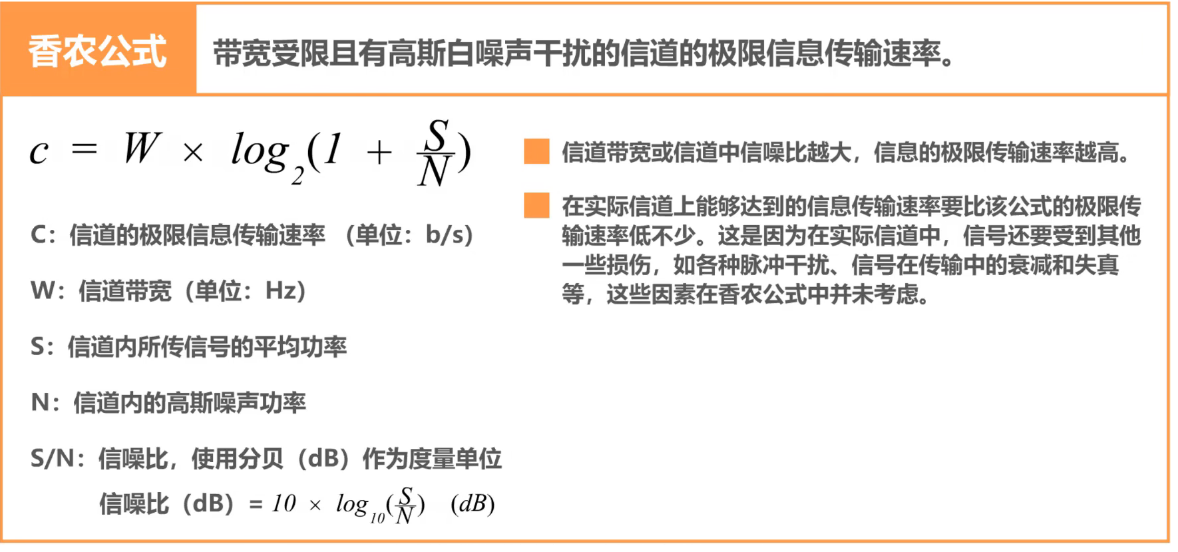 香农公式
带宽受限且有高斯白噪声干扰的信道的极限信息传输速率。
c = W × log₂(1 + S/N)
C：信道的极限信息传输速率 （单位：b/s）
W：信道带宽（单位：Hz）
S：信道内所传信号的平均功率
N：信道内的高斯噪声功率
S/N：信噪比，使用分贝（dB）作为度量单位
信噪比（dB）= 10 × log₁₀(S/N) (dB)
信道带宽或信道中信噪比越大，信息的极限传输速率越高。
在实际信道上能够达到的信息传输速率要比该公式的极限传
输速率低不少。这是因为在实际信道中，信号还要受到其他
一些损伤，如各种脉冲干扰、信号在传输中的衰减和失真
等，这些因素在香农公式中并未考虑。